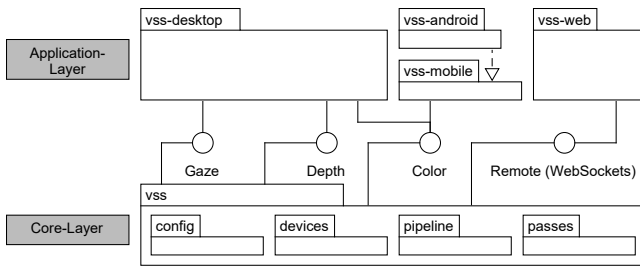 vss-desktop
vss-android
vss-web
Application-
Layer
vss-mobile
Gaze
Depth
Color
Remote (WebSockets)
vss
Core-Layer
config
devices
pipeline
passes